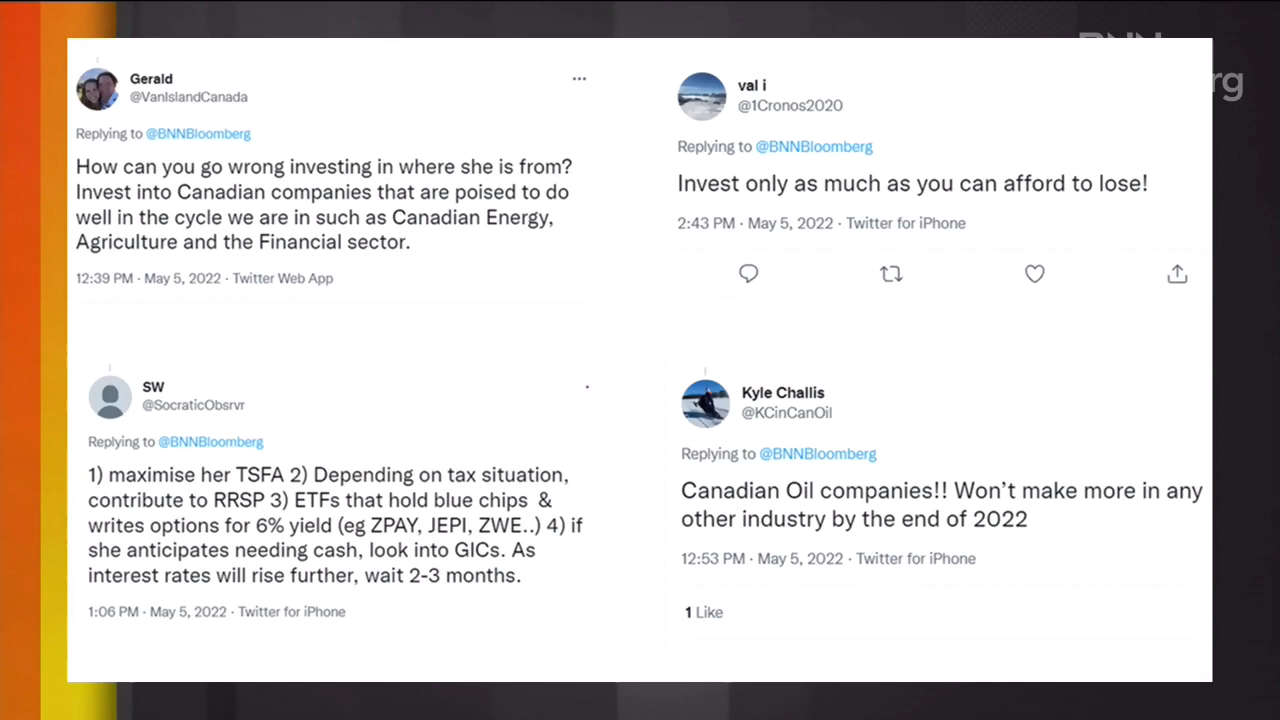 Gerald
@VanIslandCanada
Replying to @BNNBloomberg
How can you go wrong investing in where she is from?
Invest into Canadian companies that are poised to do
well in the cycle we are in such as Canadian Energy,
Agriculture and the Financial sector.
12:39 PM · May 5, 2022 · Twitter Web App
val i
@1Cronos2020
Replying to @BNNBloomberg
Invest only as much as you can afford to lose!
2:43 PM · May 5, 2022 · Twitter for iPhone
SW
@SocraticObsrvr
Replying to @BNNBloomberg
1) maximise her TSFA 2) Depending on tax situation,
contribute to RRSP 3) ETFs that hold blue chips &
writes options for 6% yield (eg ZPAY, JEPI, ZWE..) 4) if
she anticipates needing cash, look into GICs. As
interest rates will rise further, wait 2-3 months.
1:06 PM · May 5, 2022 · Twitter for iPhone
Kyle Challis
@KCinCanOil
Replying to @BNNBloomberg
Canadian Oil companies!! Won't make more in any
other industry by the end of 2022
12:53 PM · May 5, 2022 · Twitter for iPhone
1 Like